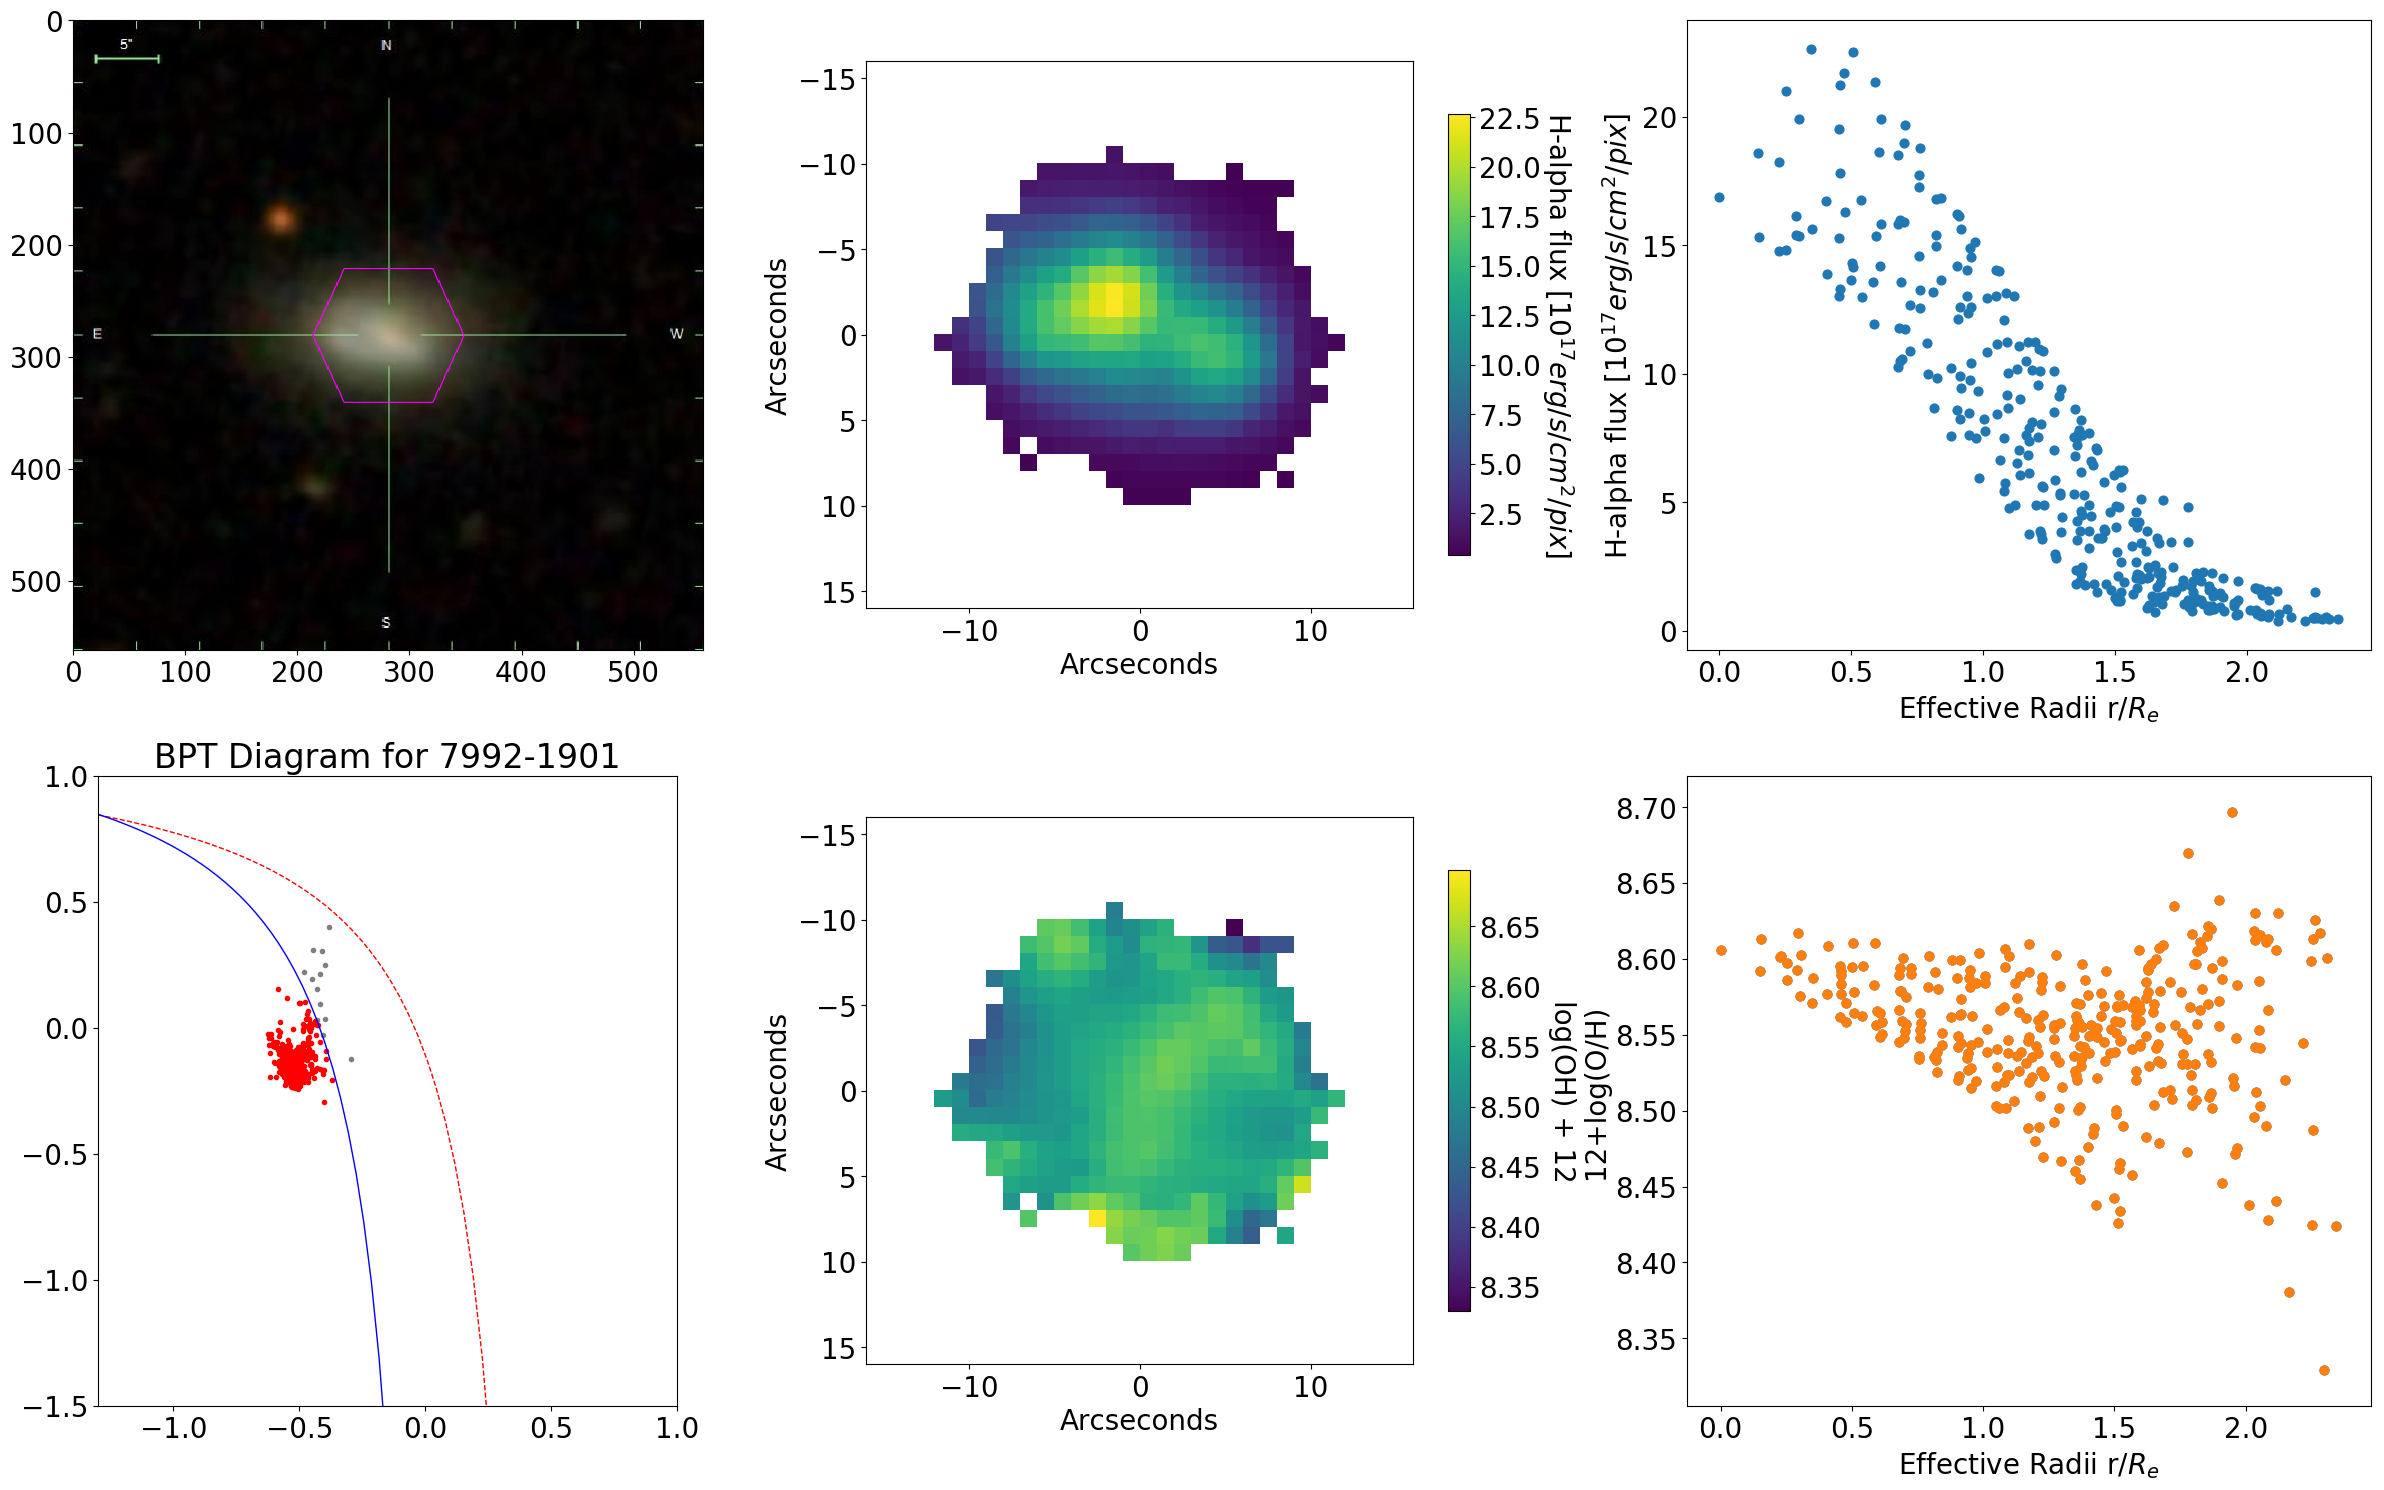 0
100
200
300
400
500
0 100 200 300 400 500
5"
N
E
W
S
−15
−10
−5
0
5
10
15
−10 0 10
Arcseconds
Arcseconds
22.5
20.0
17.5
15.0
12.5
10.0
7.5
5.0
2.5
H-alpha flux [10^17 erg/s/cm^2/pix]
H-alpha flux [10^17 erg/s/cm^2/pix]
20
15
10
5
0
0.0 0.5 1.0 1.5 2.0
Effective Radii r/R_e
BPT Diagram for 7992-1901
1.0
0.5
0.0
−0.5
−1.0
−1.5
−1.0 −0.5 0.0 0.5 1.0
−15
−10
−5
0
5
10
15
−10 0 10
Arcseconds
Arcseconds
8.65
8.60
8.55
8.50
8.45
8.40
8.35
log(OH) + 12
12+log(O/H)
8.70
8.65
8.60
8.55
8.50
8.45
8.40
8.35
0.0 0.5 1.0 1.5 2.0
Effective Radii r/R_e